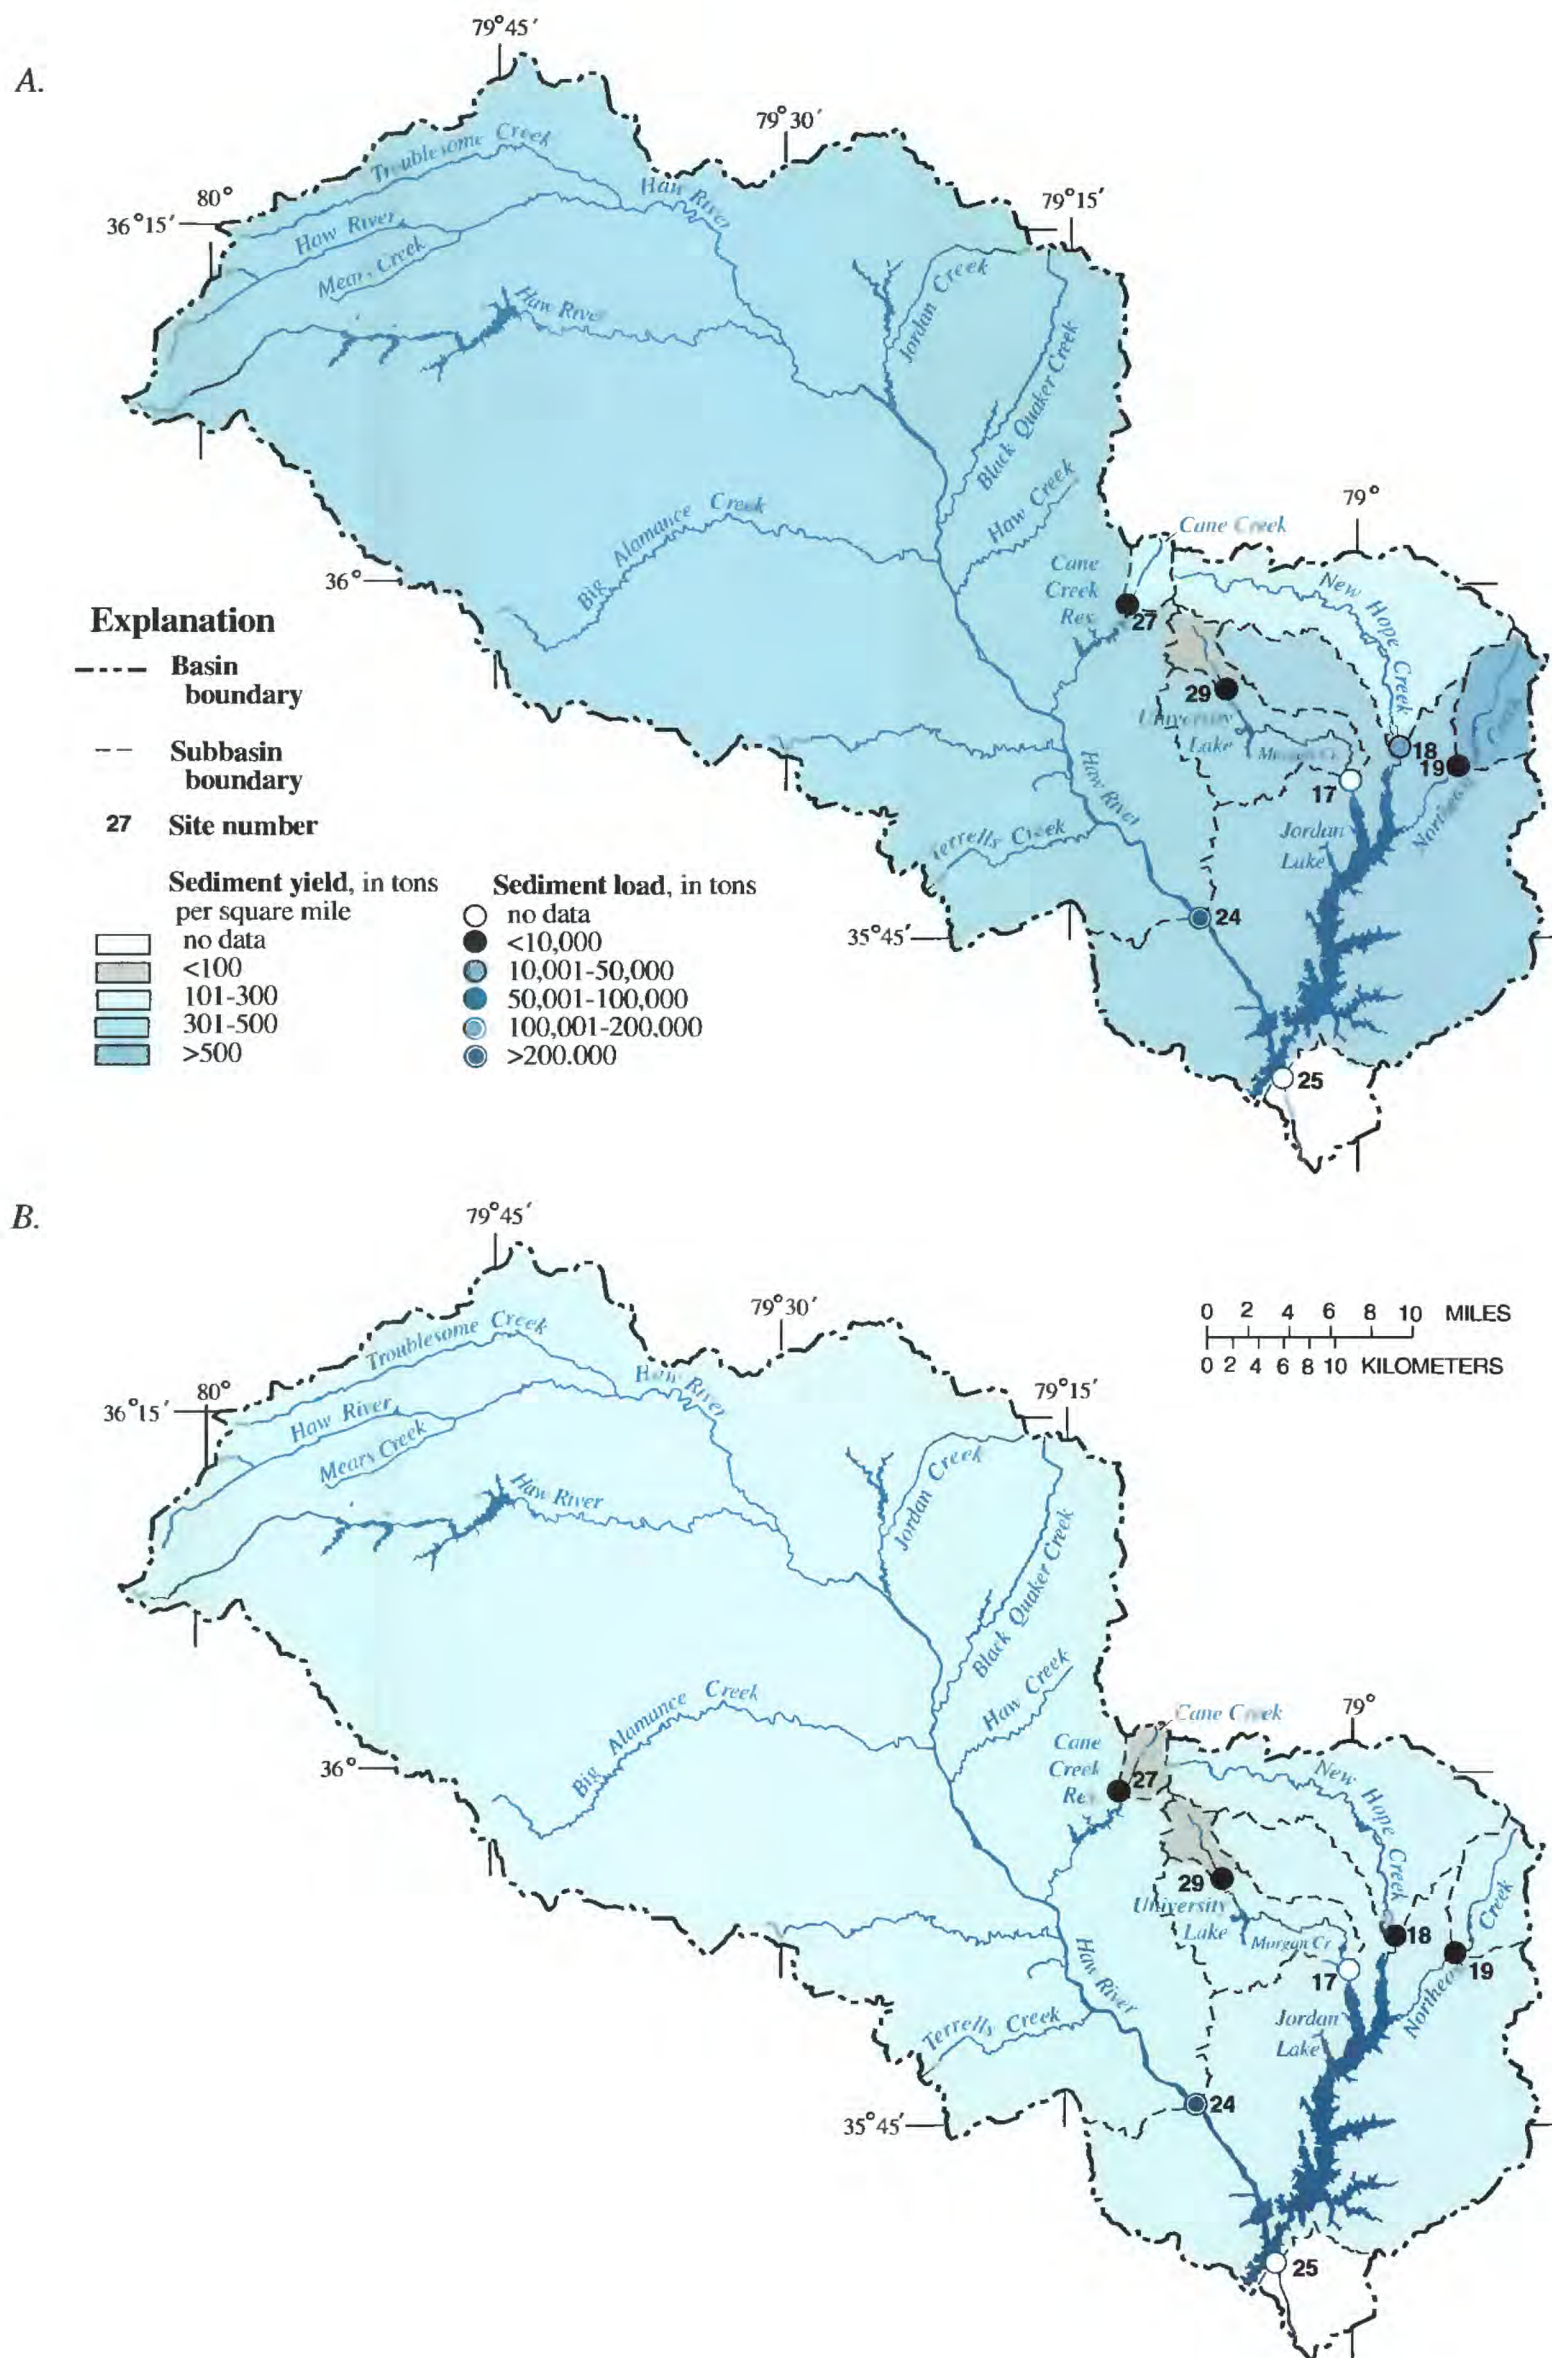 A.
79°45′
79°30′
80°
36°15′
79°15′
Creek
Haw River
Haw River
Creek
Haw River
Jordan Creek
Black Quaker Creek
Haw Creek
Big Alamance Creek
79°
Cane
Cane
Creek
36°
New Hope Creek
27
29
University
Lake
18
19
17
Haw River
Jordan
Lake
Creek
24
35°45′
25
Explanation
Basin
boundary
Subbasin
boundary
27 Site number
Sediment yield, in tons
per square mile
no data
<100
101-300
301-500
>500
Sediment load, in tons
no data
<10,000
10,001-50,000
50,001-100,000
100,001-200.000
>200.000
B.
79°45′
79°30′
0 2 4 6 8 10 MILES
0 2 4 6 8 10 KILOMETERS
Troublesome Creek
80°
36°15′
79°15′
Haw River
Haw River
Mears Creek
Haw River
Jordan Creek
Black Quaker Creek
Haw Creek
Big Alamance Creek
79°
Cane
Cane
Creek
36°
27
New Hope Creek
29
University
Lake
Morgan Cr
18
Creek
17
19
Haw River
Jordan
Lake
Terrells Creek
24
35°45′
25